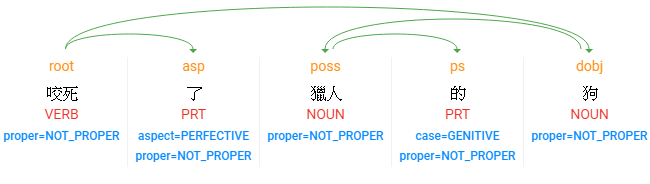 root asp poss ps dobj
咬死 了 獵人 的 狗
VERB PRT NOUN PRT NOUN
proper=NOT_PROPER aspect=PERFECTIVE proper=NOT_PROPER case=GENITIVE proper=NOT_PROPER
proper=NOT_PROPER proper=NOT_PROPER